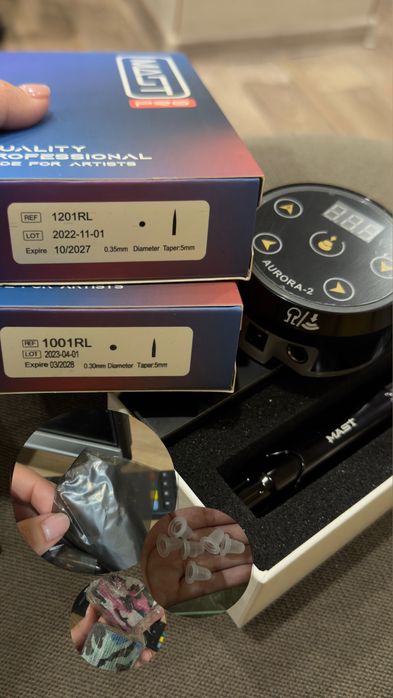 MAST
PRO
QUALITY
PROFESSIONAL
MADE FOR ARTISTS
REF 1201RL
LOT 2022-11-01
Expire 10/2027 0.35mm Diameter Taper:5mm
AURORA-2
REF 1001RL
LOT 2023-04-01
Expire 03/2028 0.30mm Diameter Taper:5mm
MAST